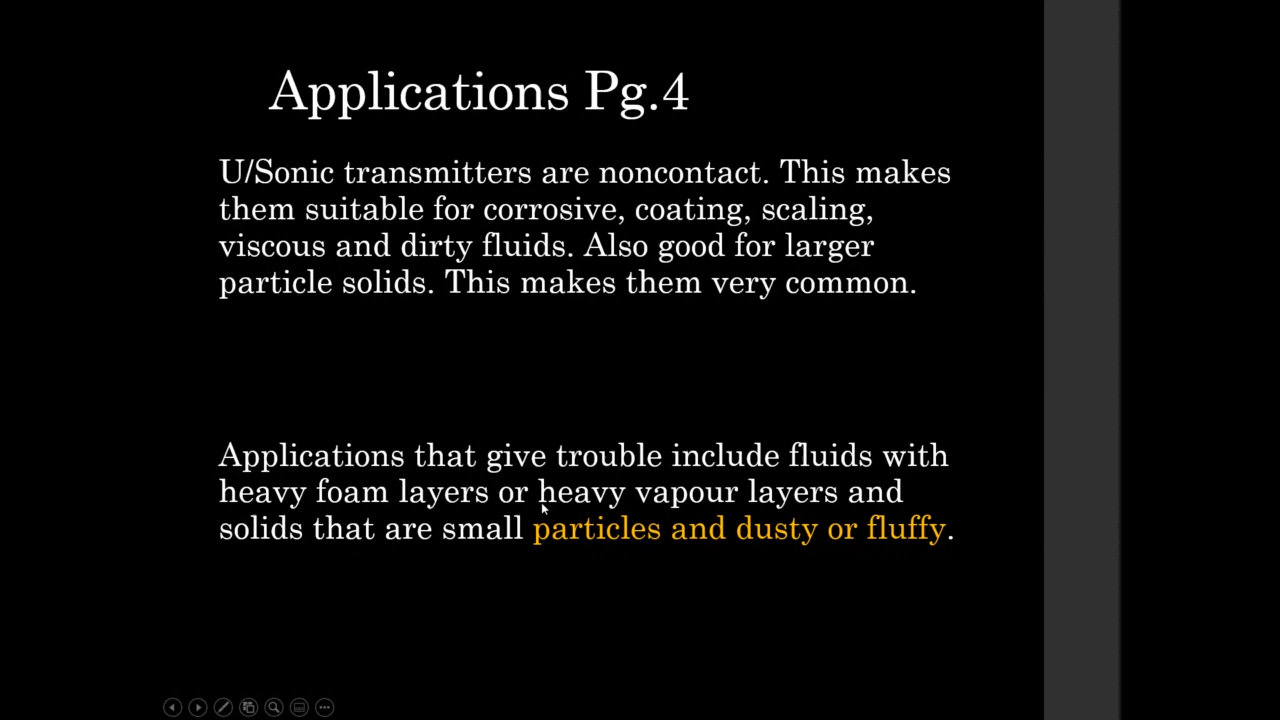 Applications Pg.4
U/Sonic transmitters are noncontact. This makes
them suitable for corrosive, coating, scaling,
viscous and dirty fluids. Also good for larger
particle solids. This makes them very common.
Applications that give trouble include fluids with
heavy foam layers or heavy vapour layers and
solids that are small particles and dusty or fluffy.